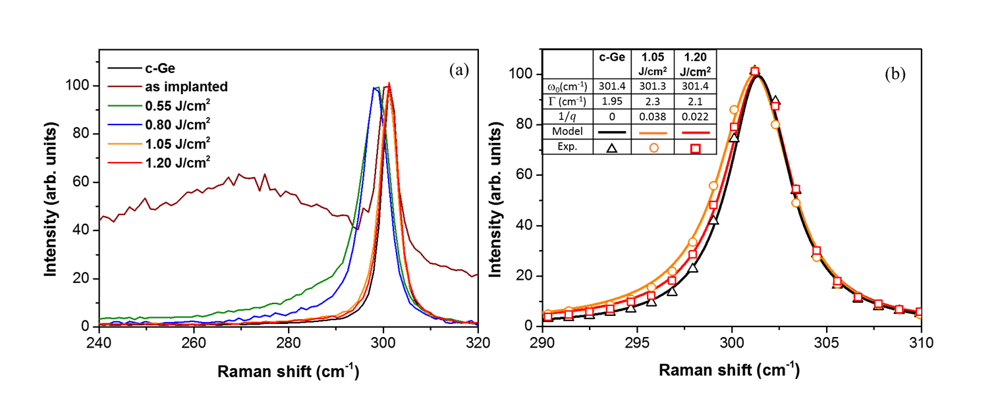 (a)
c-Ge
as implanted
0.55 J/cm²
0.80 J/cm²
1.05 J/cm²
1.20 J/cm²
100
80
60
40
20
0
240 260 280 300 320
Intensity (arb. units)
Raman shift (cm⁻¹)
(b)
c-Ge 1.05 J/cm² 1.20 J/cm²
ω₀(cm⁻¹) 301.4 301.3 301.4
Γ (cm⁻¹) 1.95 2.3 2.1
1/q 0 0.038 0.022
Model
Exp.
100
80
60
40
20
0
290 295 300 305 310
Intensity (arb. units)
Raman shift (cm⁻¹)